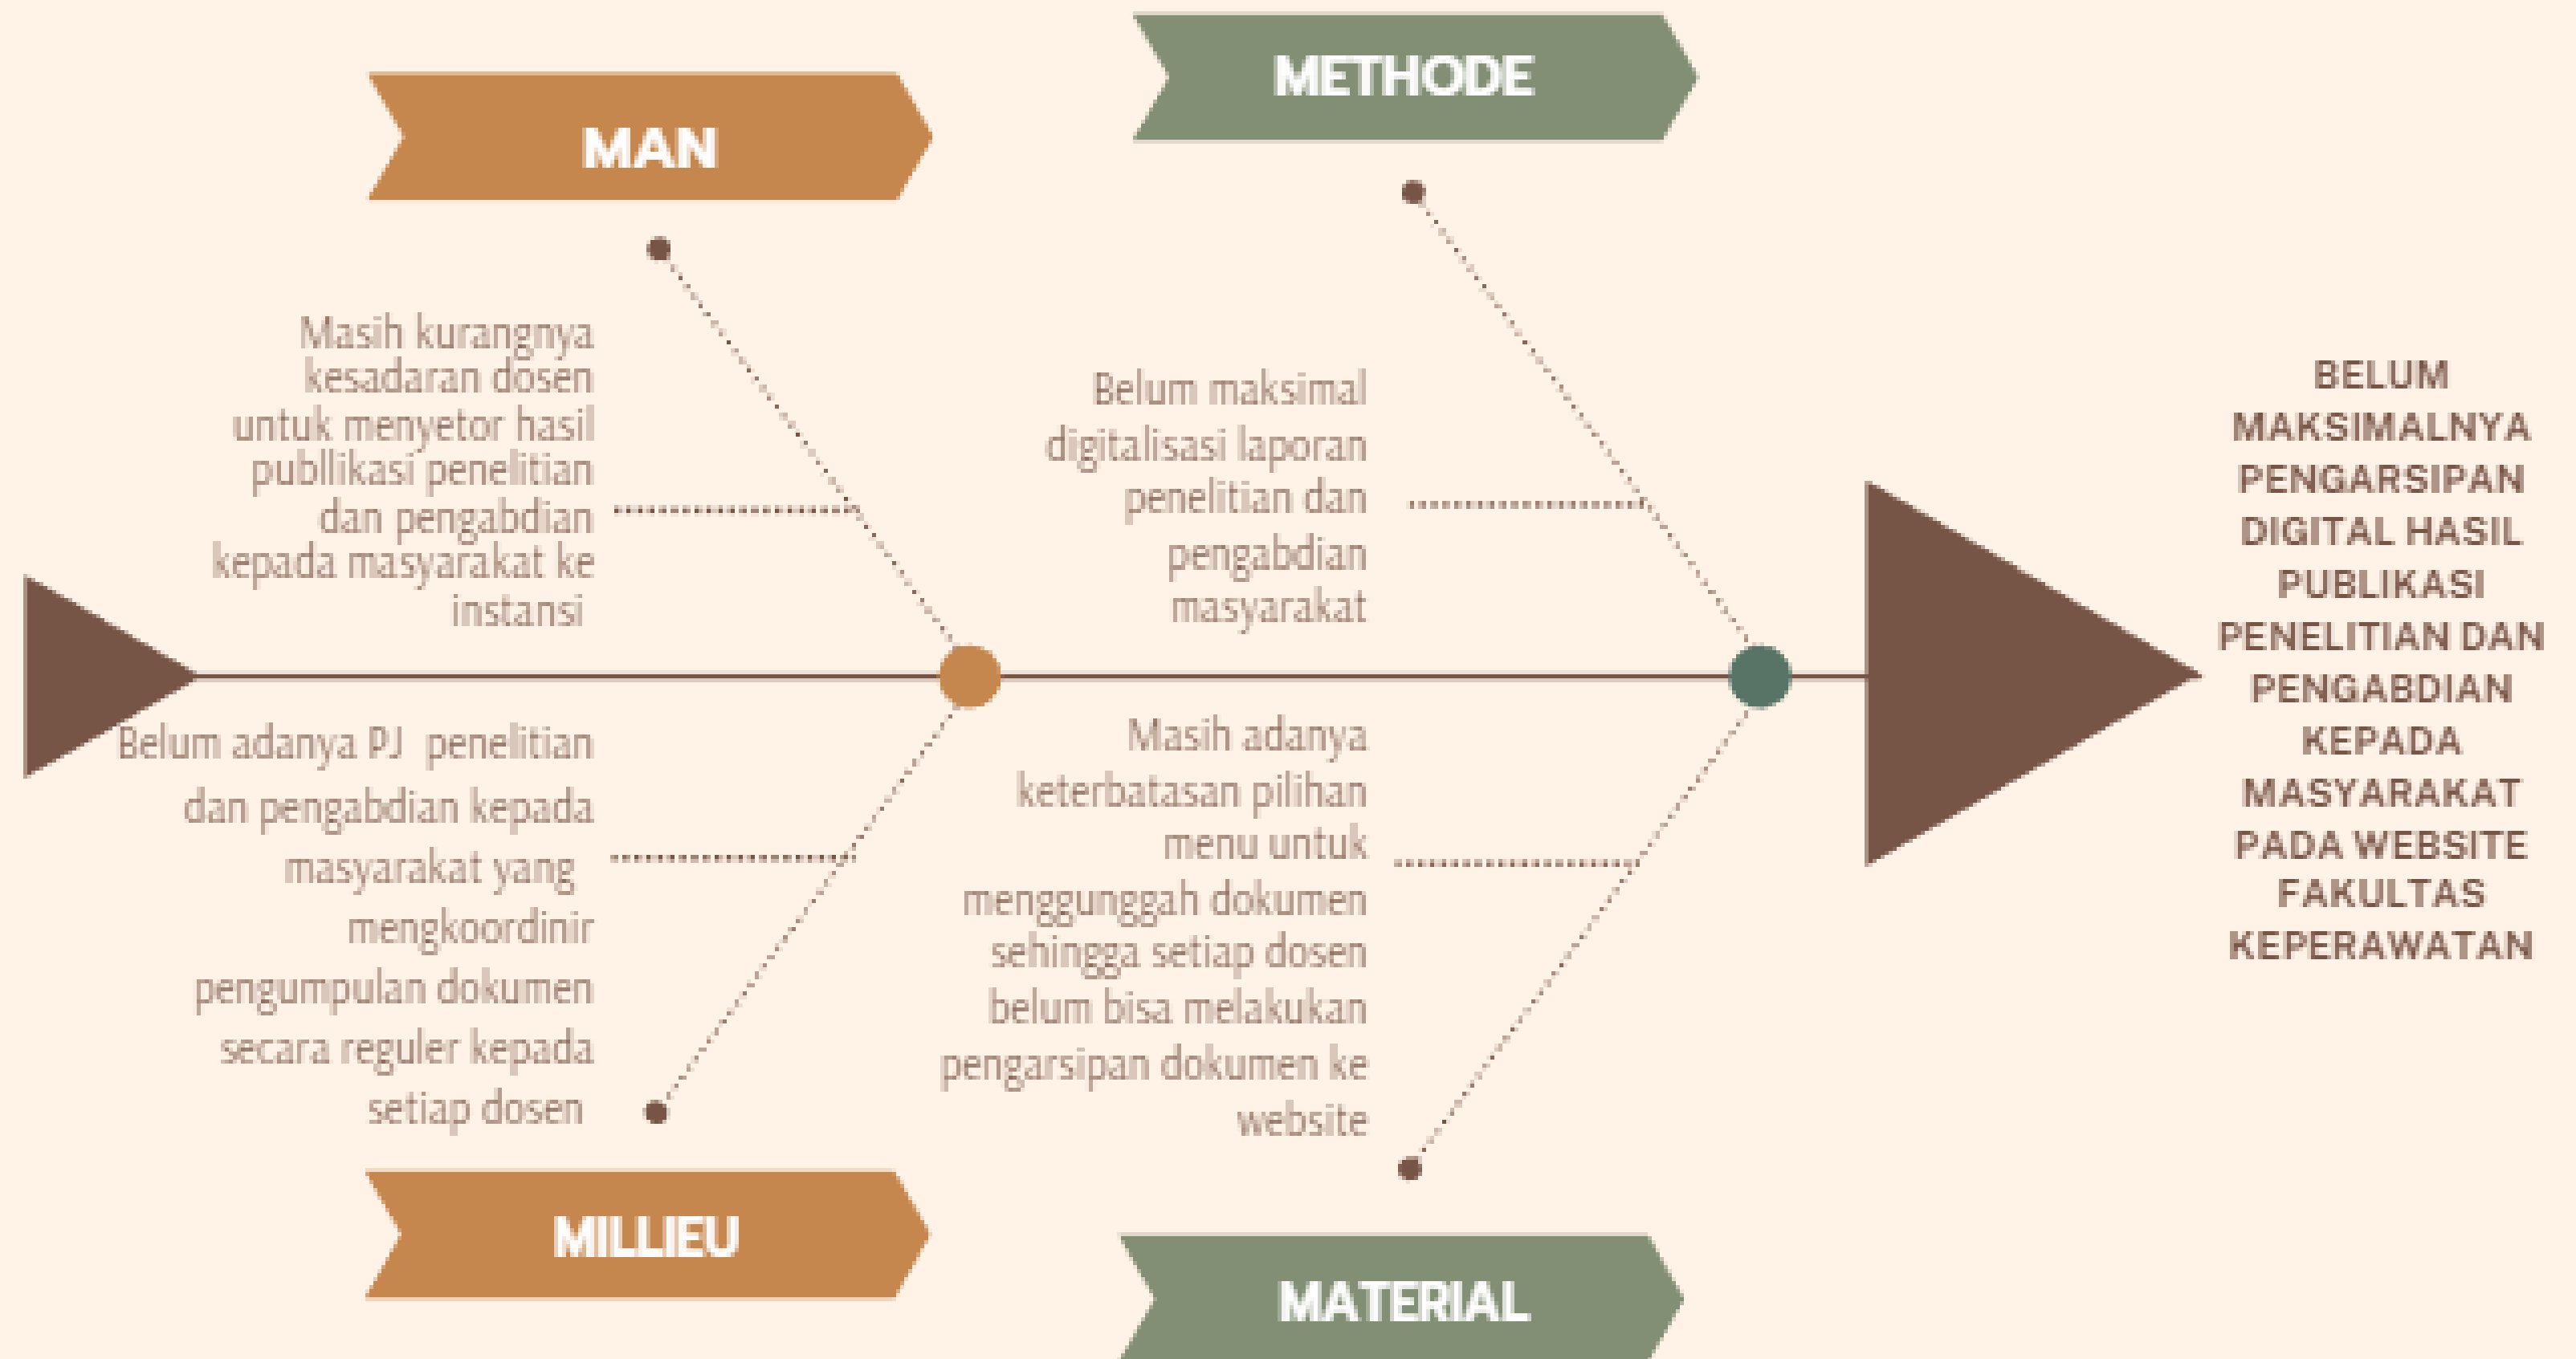 MAN
METHODE
Masih kurangnya
kesadaran dosen
untuk menyetor hasil
publlikasi penelitian
dan pengabdian
kepada masyarakat ke
instansi
Belum maksimal
digitalisasi laporan
penelitian dan
pengabdian
masyarakat
Belum adanya PJ  penelitian
dan pengabdian kepada
masyarakat yang
mengkoordinir
pengumpulan dokumen
secara reguler kepada
setiap dosen
Masih adanya
keterbatasan pilihan
menu untuk
menggunggah dokumen
sehingga setiap dosen
belum bisa melakukan
pengarsipan dokumen ke
website
MILLIEU
MATERIAL
BELUM
MAKSIMALNYA
PENGARSIPAN
DIGITAL HASIL
PUBLIKASI
PENELITIAN DAN
PENGABDIAN
KEPADA
MASYARAKAT
PADA WEBSITE
FAKULTAS
KEPERAWATAN